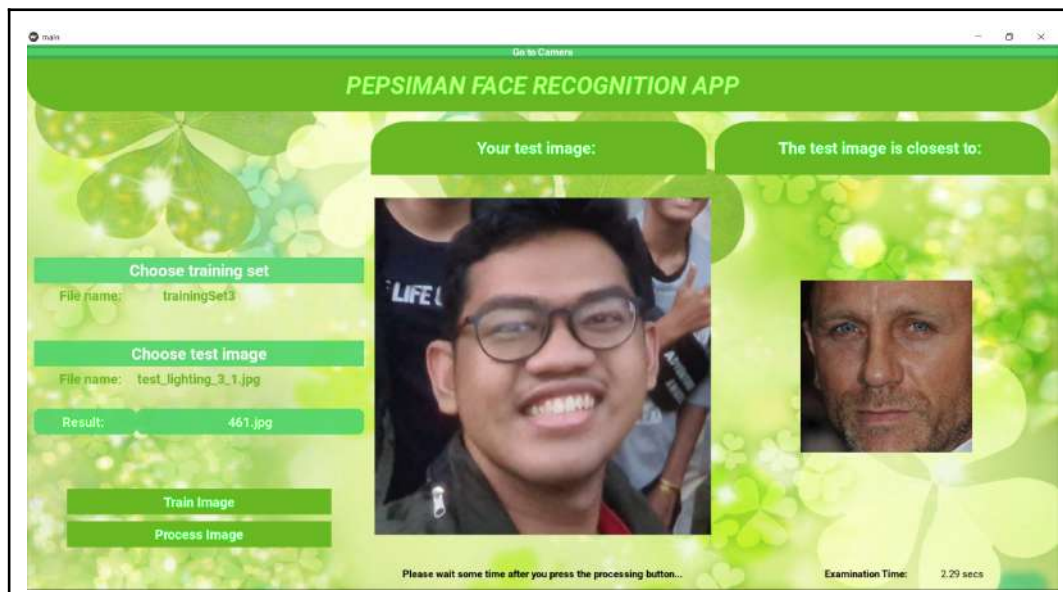 main
Go to Camera
PEPSIMAN FACE RECOGNITION APP
Your test image:
The test image is closest to:
Choose training set
File name: trainingSet3
Choose test image
File name: test_lighting_3_1.jpg
Result: 461.jpg
Train Image
Process Image
LIFE
Please wait some time after you press the processing button...
Examination Time: 2.29 secs